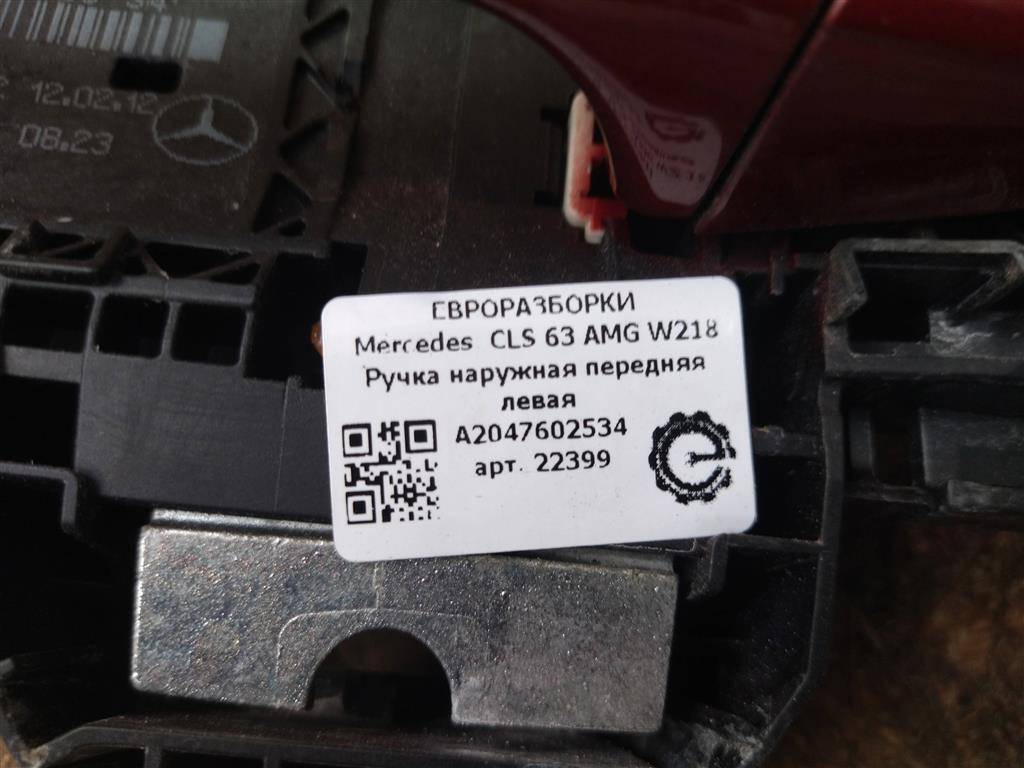 12.02.12
08.23
ЕВРОРАЗБОРКИ
Mercedes CLS 63 AMG W218
Ручка наружная передняя
левая
A2047602534
арт. 22399